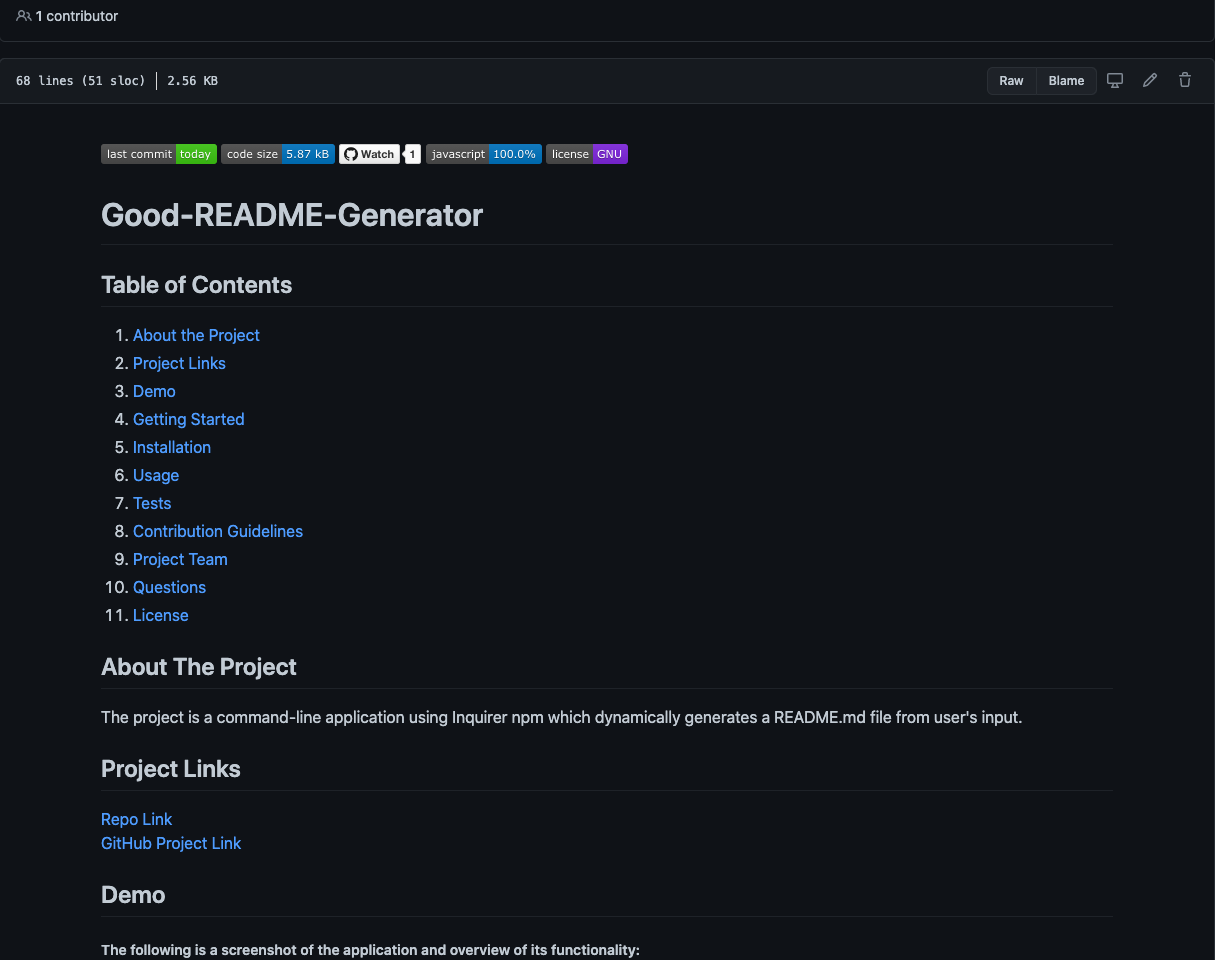 1 contributor
68 lines (51 sloc) 2.56 KB Raw Blame
last commit today code size 5.87 kB Watch 1 javascript 100.0% license GNU
Good-README-Generator
Table of Contents
1. About the Project
2. Project Links
3. Demo
4. Getting Started
5. Installation
6. Usage
7. Tests
8. Contribution Guidelines
9. Project Team
10. Questions
11. License
About The Project
The project is a command-line application using Inquirer npm which dynamically generates a README.md file from user's input.
Project Links
Repo Link
GitHub Project Link
Demo
The following is a screenshot of the application and overview of its functionality: